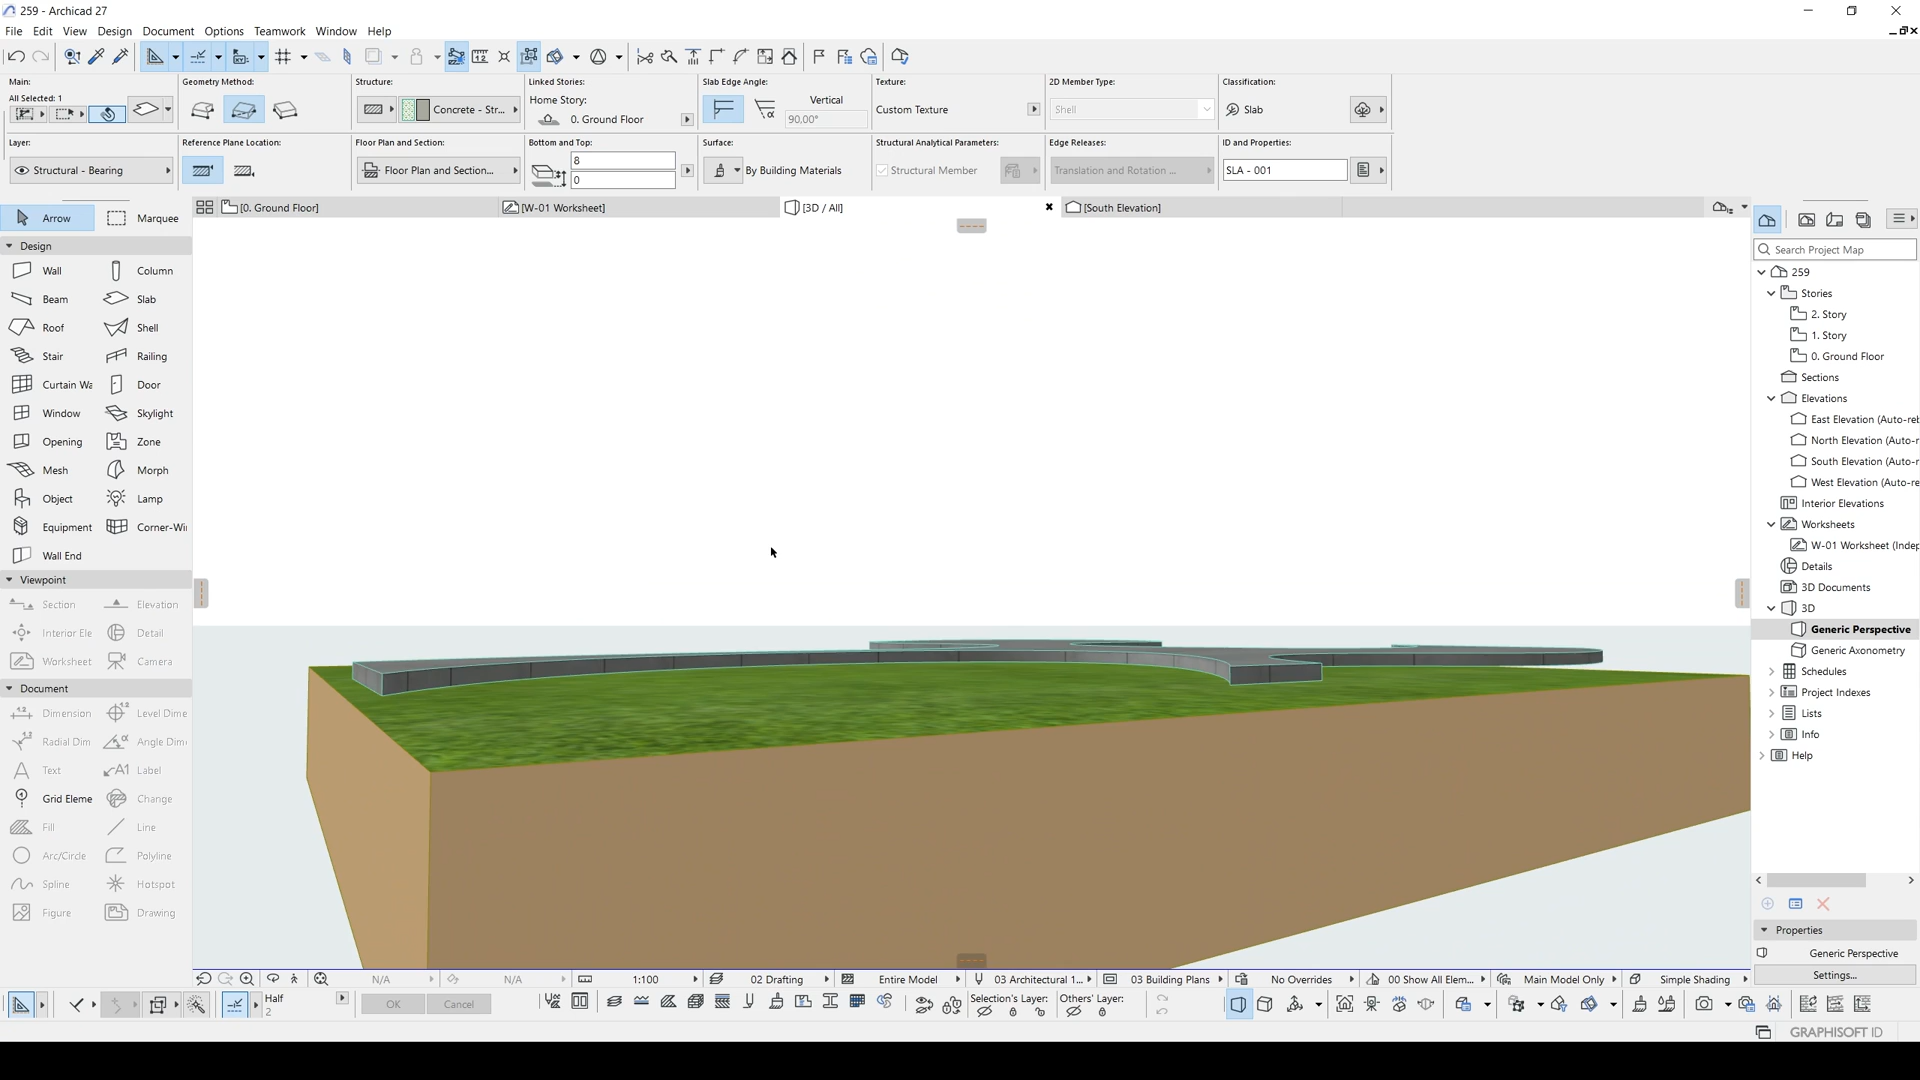 259 - Archicad 27
File Edit View Design Document Options Teamwork Window Help
Main: Geometry Method: Structure: Linked Stories: Slab Edge Angle: Texture: 2D Member Type: Classification:
All Selected: 1 Home Story: Vertical
Concrete - Str... 0. Ground Floor 90,00° Custom Texture Shell Slab
Layer: Reference Plane Location: Floor Plan and Section: Bottom and Top: Surface: Structural Analytical Parameters: Edge Releases: ID and Properties:
8
Structural - Bearing Floor Plan and Section... By Building Materials Structural Member Translation and Rotation ... SLA - 001
0
[0. Ground Floor] [W-01 Worksheet] [3D / All] [South Elevation]
Arrow Marquee
Design
Wall Column
Beam Slab
Roof Shell
Stair Railing
Curtain Wa Door
Window Skylight
Opening Zone
Mesh Morph
Object Lamp
Equipment Corner-Wi
Wall End
Viewpoint
Section Elevation
Interior Ele Detail
Worksheet Camera
Document
Dimension Level Dime
Radial Dim Angle Dim
Text Label
Grid Eleme Change
Fill Line
Arc/Circle Polyline
Spline Hotspot
Figure Drawing
Search Project Map
259
Stories
2. Story
1. Story
0. Ground Floor
Sections
Elevations
East Elevation (Auto-reb
North Elevation (Auto-r
South Elevation (Auto-r
West Elevation (Auto-re
Interior Elevations
Worksheets
W-01 Worksheet (Indep
Details
3D Documents
3D
Generic Perspective
Generic Axonometry
Schedules
Project Indexes
Lists
Info
Help
Properties
Generic Perspective
Settings...
N/A N/A 1:100 02 Drafting Entire Model 03 Architectural 1... 03 Building Plans No Overrides 00 Show All Elem... Main Model Only Simple Shading
Half
2
OK Cancel
Selection's Layer: Others' Layer:
GRAPHISOFT ID